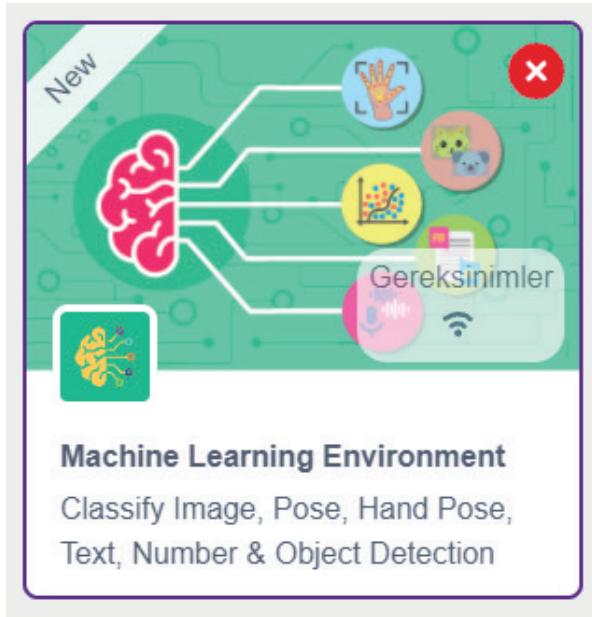 New
Gereksinimler
Machine Learning Environment
Classify Image, Pose, Hand Pose,
Text, Number & Object Detection